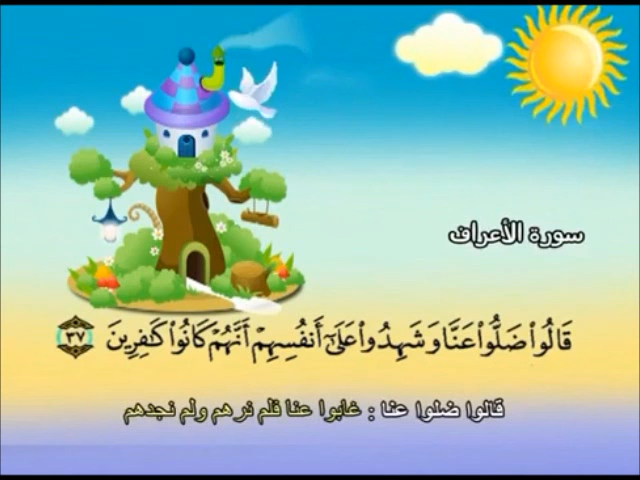 سورة الأعراف
قَالُوا۟ ضَلُّوا۟ عَنَّا وَشَهِدُوا۟ عَلَىٰٓ أَنفُسِهِمْ أَنَّهُمْ كَانُوا۟ كَـٰفِرِينَ ٣٧
قالوا ضلوا عنا : غابوا عنا فلم نرهم ولم نجدهم